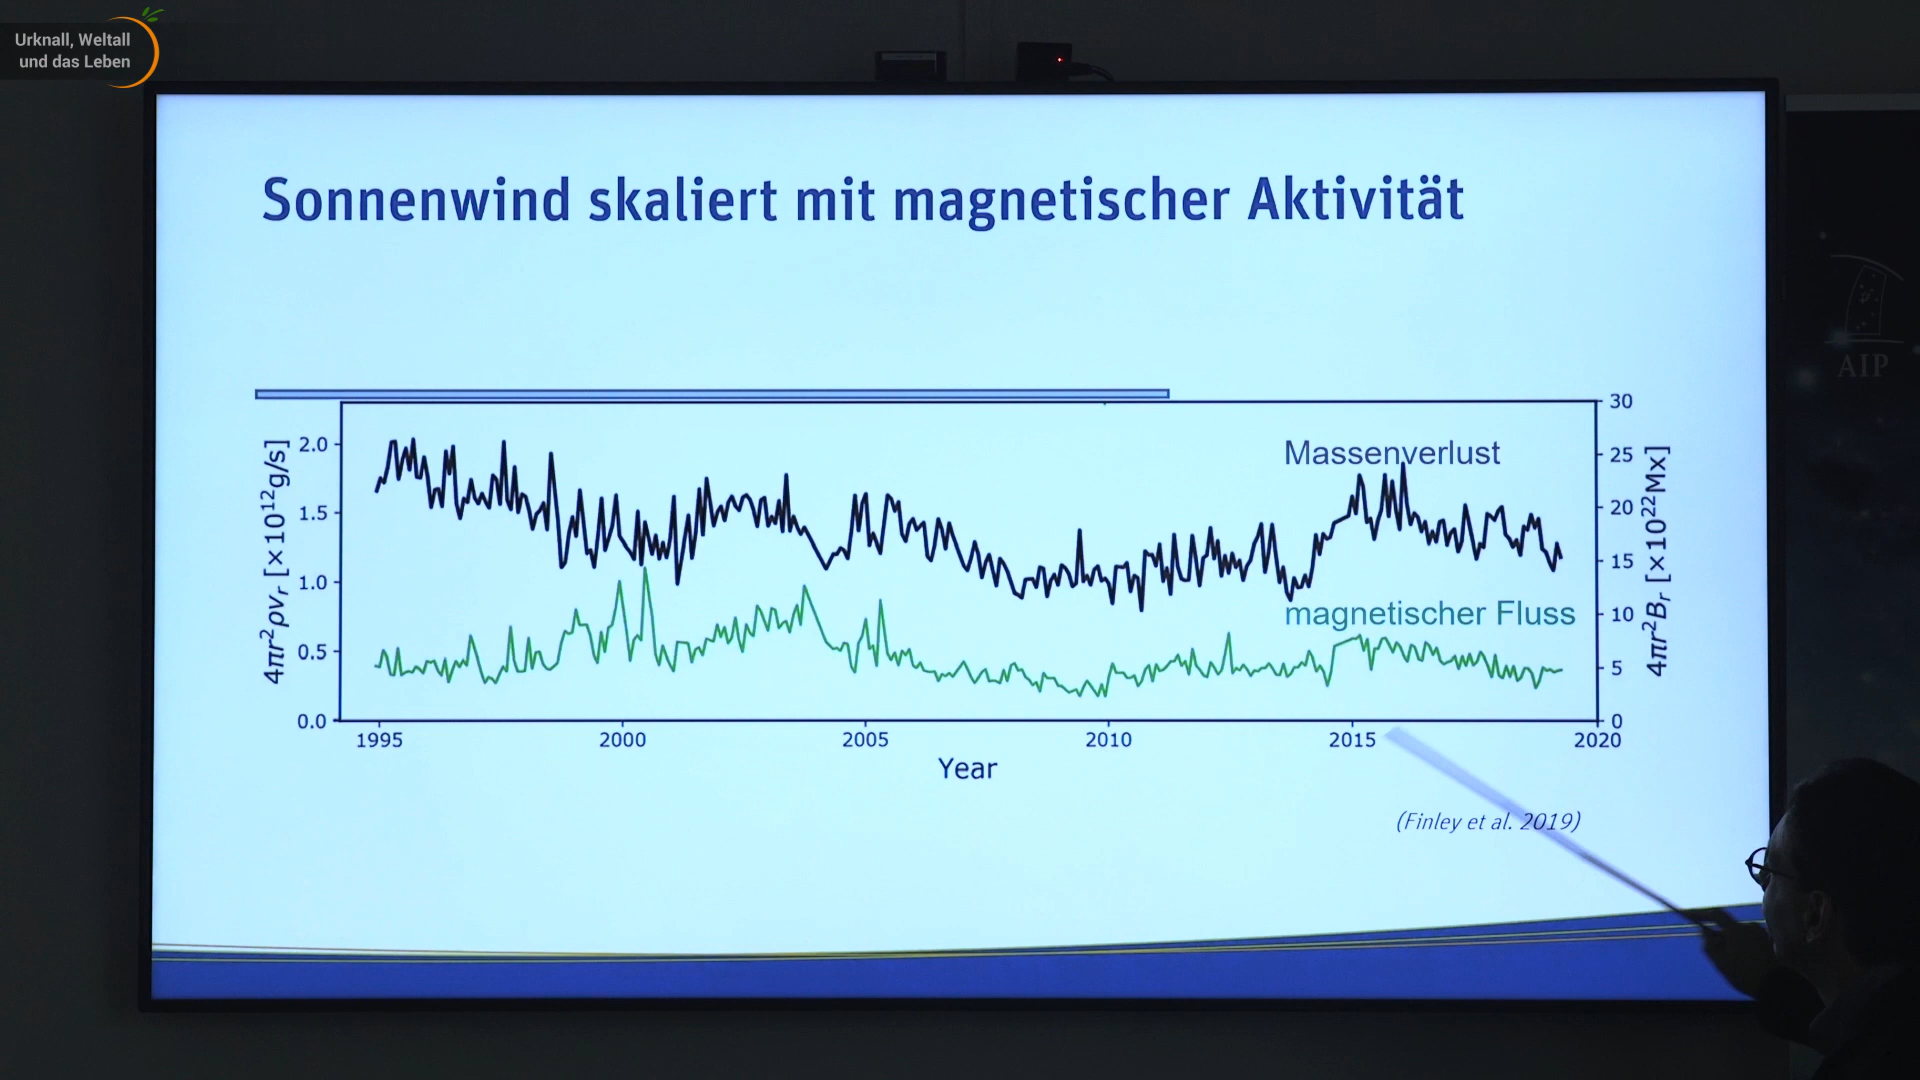 Urknall, Weltall
und das Leben
Sonnenwind skaliert mit magnetischer Aktivität
4πr²ρvᵣ [×10¹²g/s]
2.0
1.5
1.0
0.5
0.0
Massenverlust
magnetischer Fluss
30
25
20
15
10
5
0
4πr²Bᵣ [×10²²Mx]
1995 2000 2005 2010 2015 2020
Year
(Finley et al. 2019)
AIP